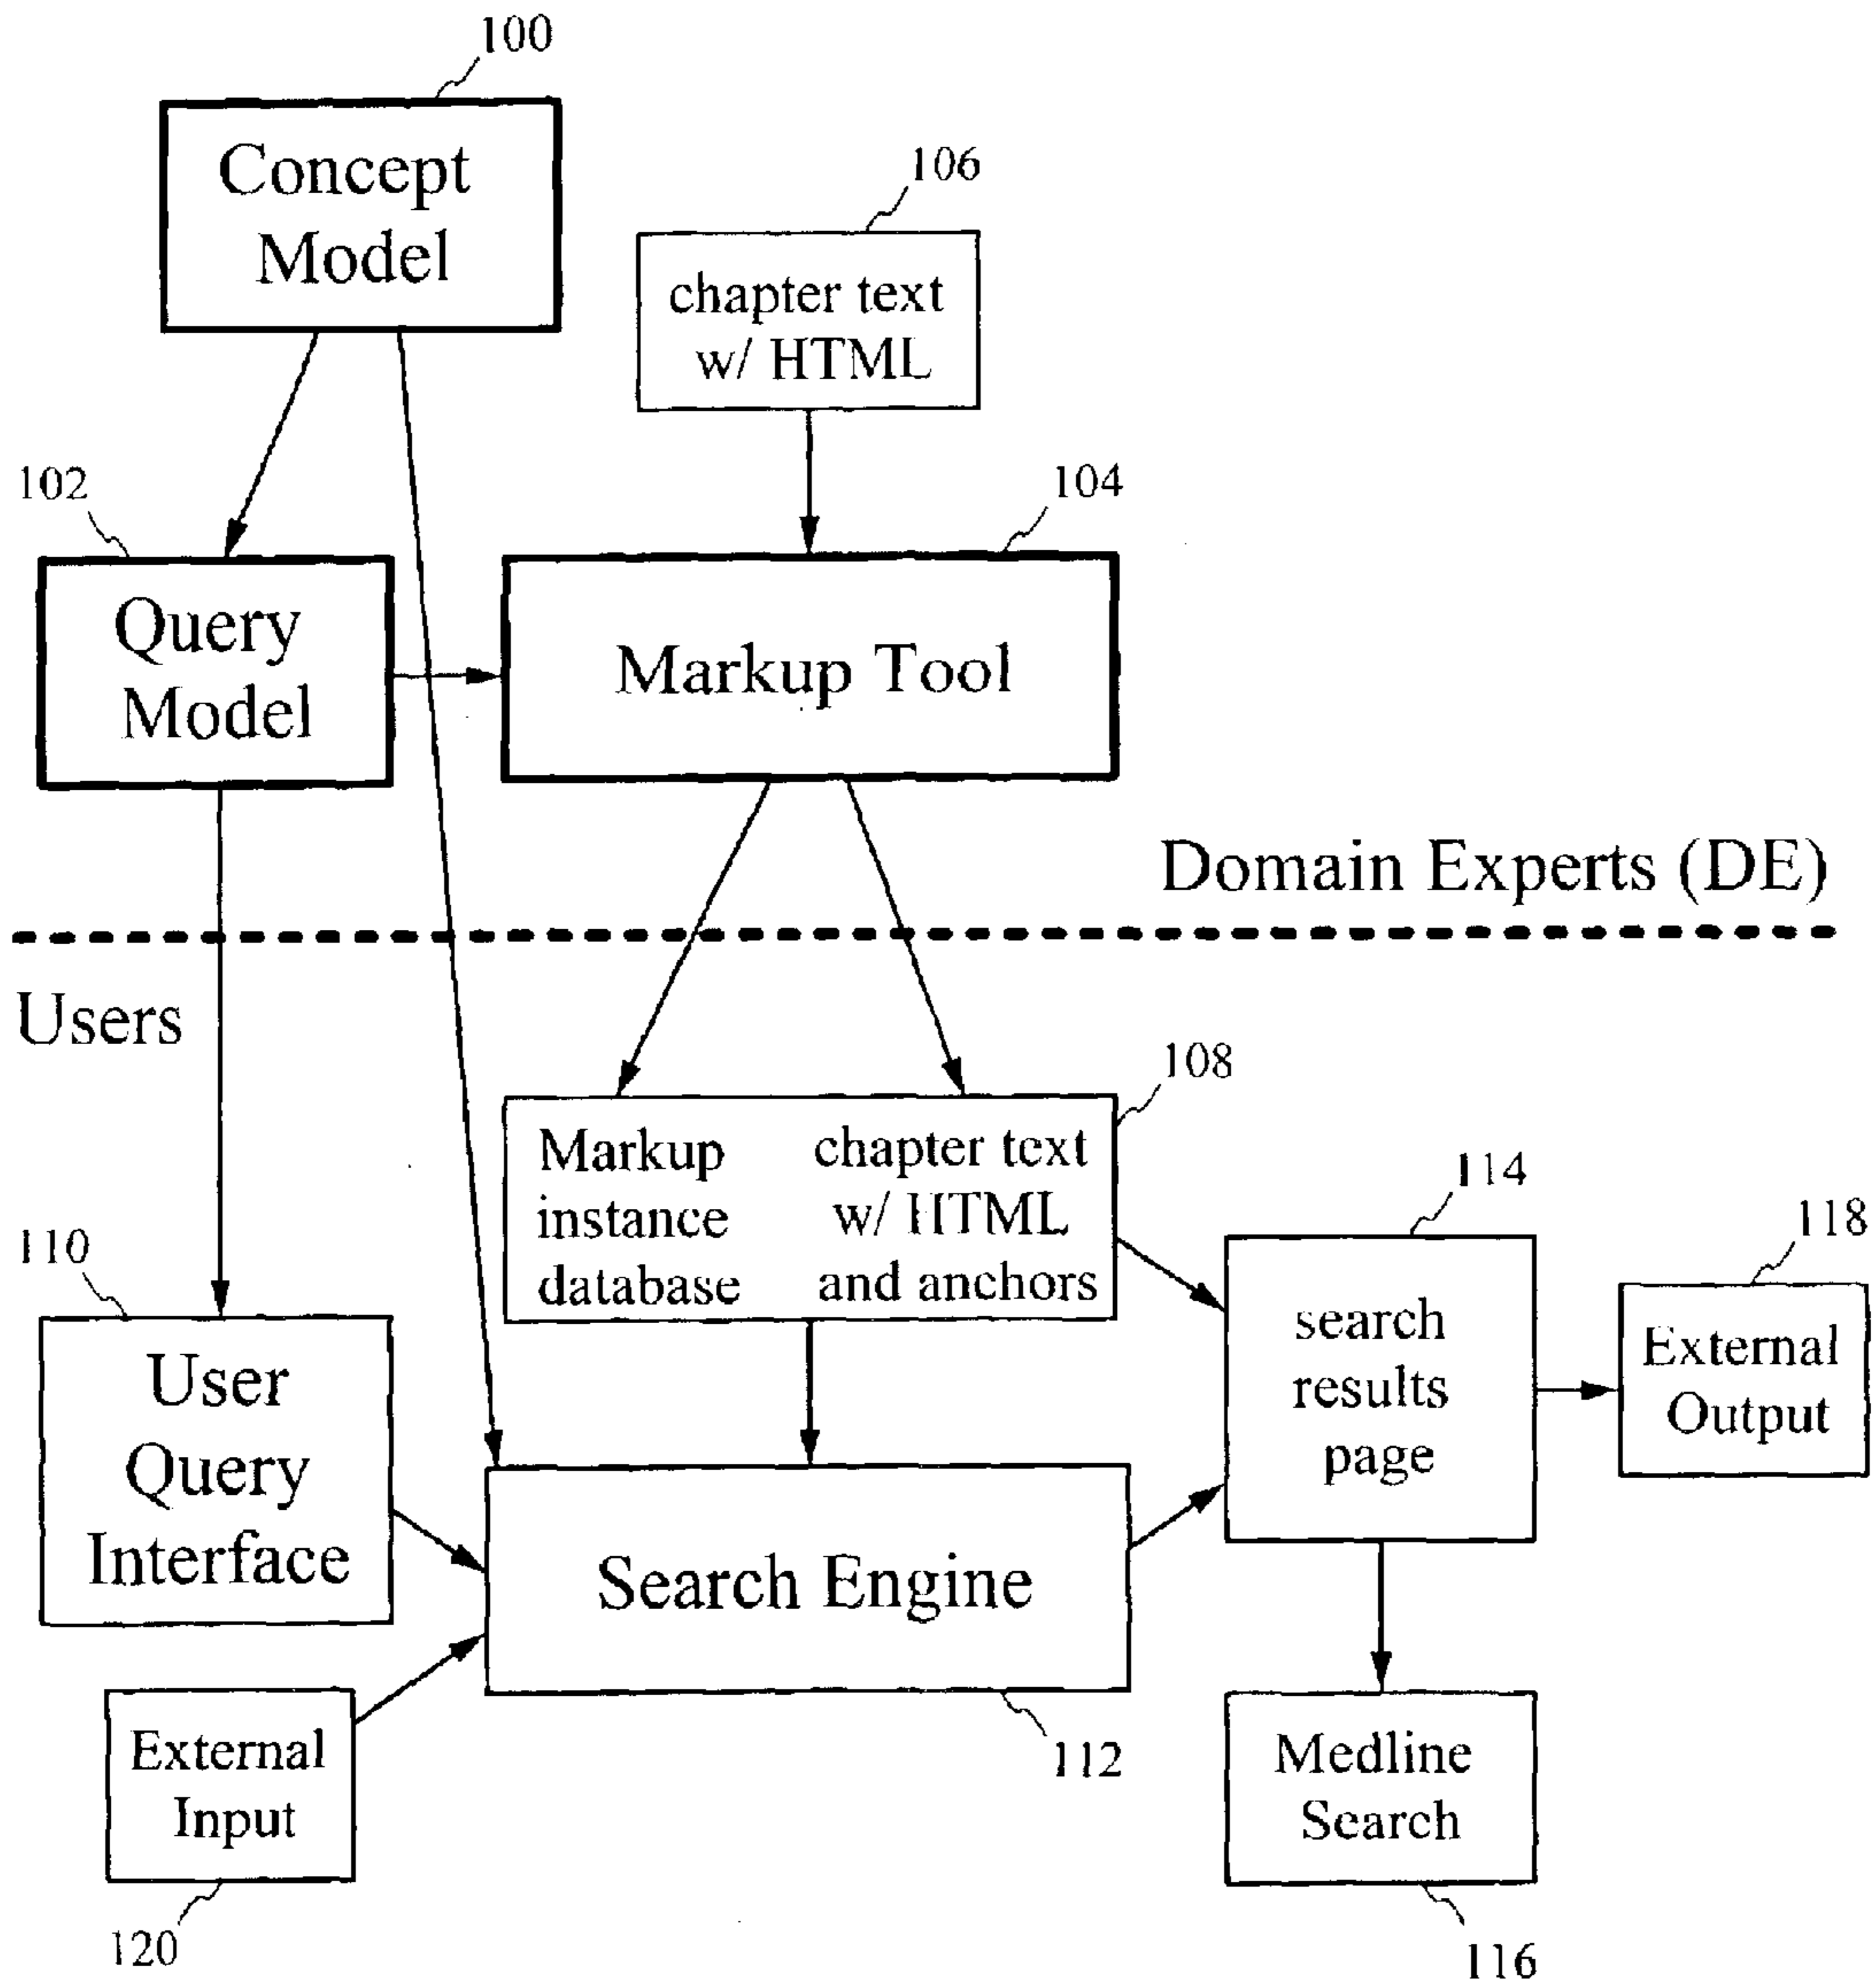 100
Concept
Model
106
chapter text
w/ HTML
102
104
Query
Model
Markup Tool
Domain Experts (DE)
Users
108
Markup
instance
database
chapter text
w/ HTML
and anchors
114
118
110
User
Query
Interface
search
results
page
External
Output
Search Engine
External
Input
112
Medline
Search
120
116